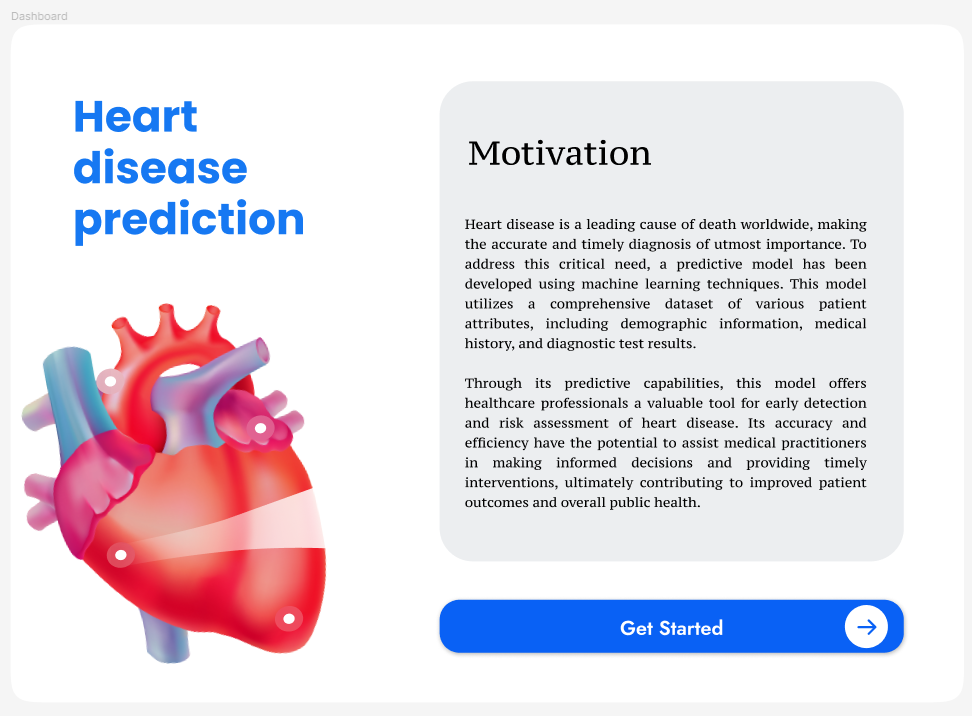 Dashboard
Heart
disease
prediction
Motivation
Heart disease is a leading cause of death worldwide, making
the accurate and timely diagnosis of utmost importance. To
address this critical need, a predictive model has been
developed using machine learning techniques. This model
utilizes a comprehensive dataset of various patient
attributes, including demographic information, medical
history, and diagnostic test results.
Through its predictive capabilities, this model offers
healthcare professionals a valuable tool for early detection
and risk assessment of heart disease. Its accuracy and
efficiency have the potential to assist medical practitioners
in making informed decisions and providing timely
interventions, ultimately contributing to improved patient
outcomes and overall public health.
Get Started